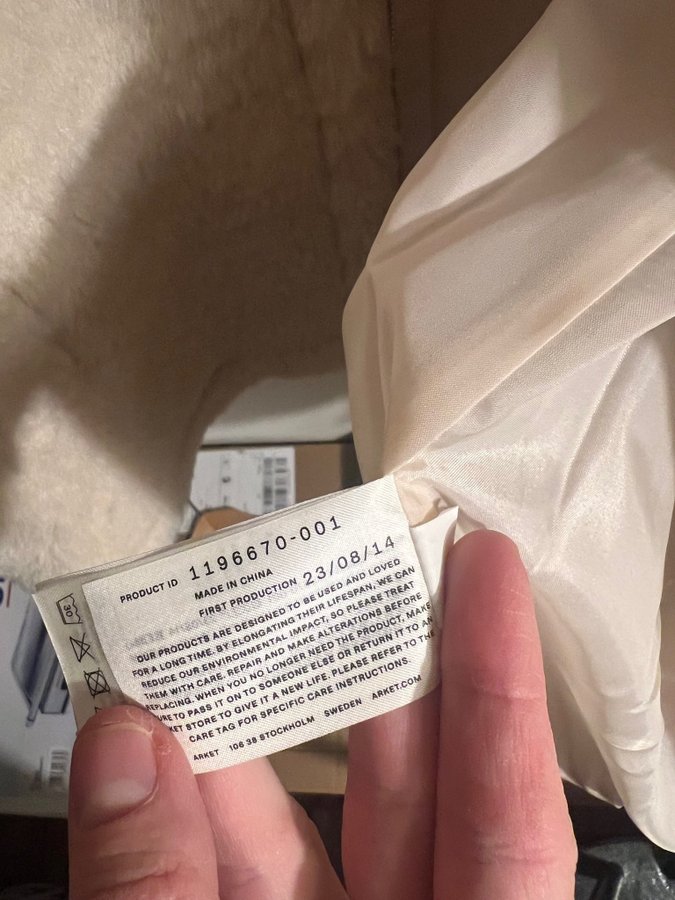 PRODUCT ID 1196670-001
MADE IN CHINA
FIRST PRODUCTION 23/08/14
OUR PRODUCTS ARE DESIGNED TO BE USED AND LOVED
FOR A LONG TIME. BY ELONGATING THEIR LIFESPAN, WE CAN
REDUCE OUR ENVIRONMENTAL IMPACT, SO PLEASE TREAT
THEM WITH CARE. REPAIR AND MAKE ALTERATIONS BEFORE
REPLACING. WHEN YOU NO LONGER NEED THE PRODUCT, MAKE
TO PASS IT ON TO SOMEONE ELSE OR RETURN IT TO AN
STORE TO GIVE IT A NEW LIFE. PLEASE REFER TO THE
CARE TAG FOR SPECIFIC CARE INSTRUCTIONS.
ARKET 106 38 STOCKHOLM SWEDEN ARKET.COM
30